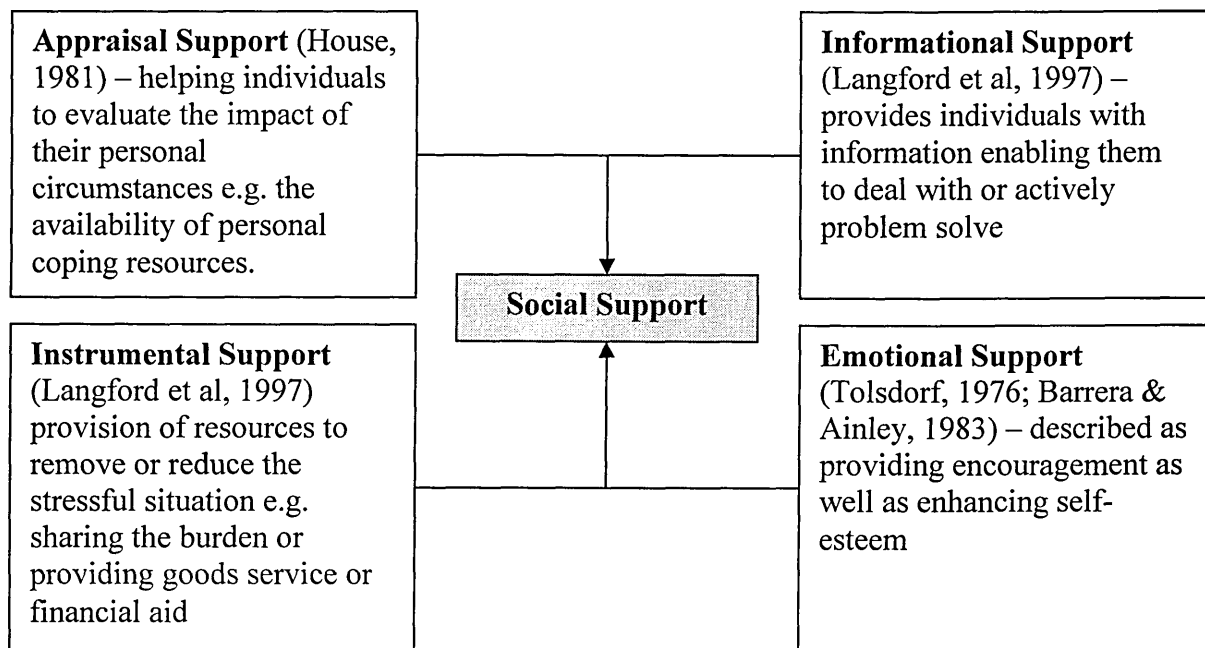 Appraisal Support (House,
1981) – helping individuals
to evaluate the impact of
their personal
circumstances e.g. the
availability of personal
coping resources.
Informational Support
(Langford et al, 1997) –
provides individuals with
information enabling them
to deal with or actively
problem solve
Social Support
Instrumental Support
(Langford et al, 1997)
provision of resources to
remove or reduce the
stressful situation e.g.
sharing the burden or
providing goods service or
financial aid
Emotional Support
(Tolsdorf, 1976; Barrera &
Ainley, 1983) – described as
providing encouragement as
well as enhancing self-
esteem